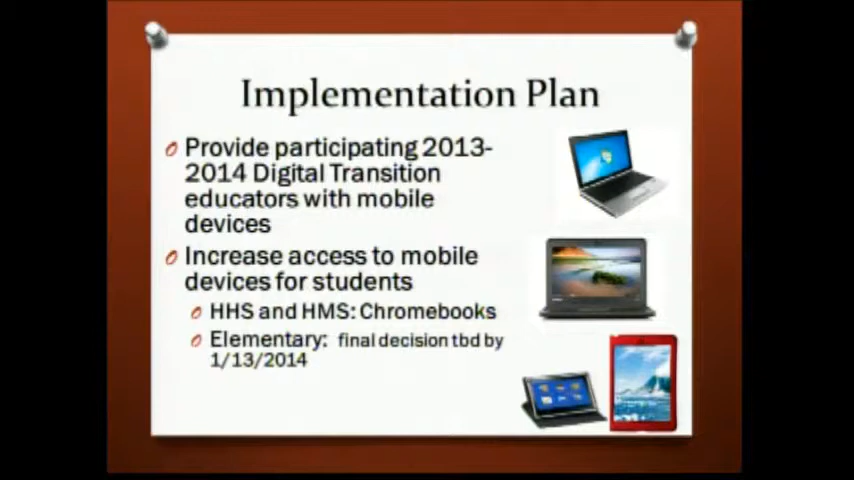 Implementation Plan
Provide participating 2013-
2014 Digital Transition
educators with mobile
devices
Increase access to mobile
devices for students
HHS and HMS: Chromebooks
Elementary: final decision tbd by
1/13/2014